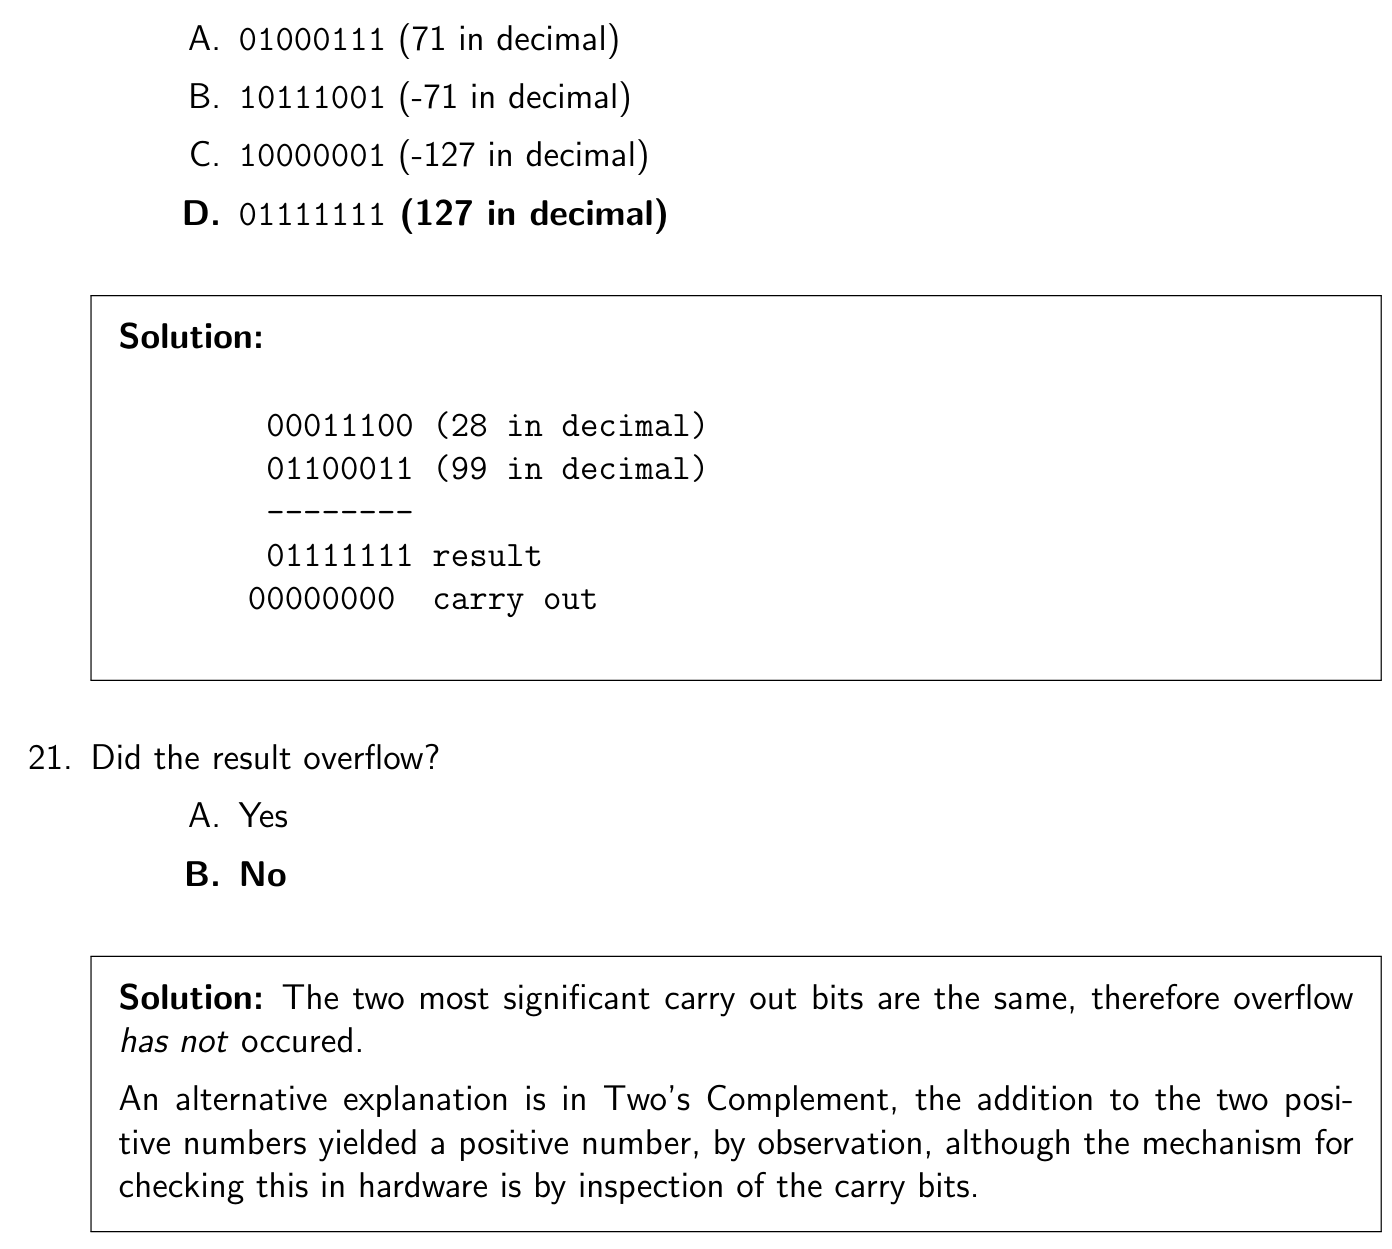 A. 01000111 (71 in decimal)
B. 10111001 (-71 in decimal)
C. 10000001 (-127 in decimal)
D. 01111111 (127 in decimal)
Solution:
00011100 (28 in decimal)
01100011 (99 in decimal)
--------
01111111 result
00000000 carry out
21. Did the result overflow?
A. Yes
B. No
Solution: The two most significant carry out bits are the same, therefore overflow
has not occured.
An alternative explanation is in Two's Complement, the addition to the two posi-
tive numbers yielded a positive number, by observation, although the mechanism for
checking this in hardware is by inspection of the carry bits.